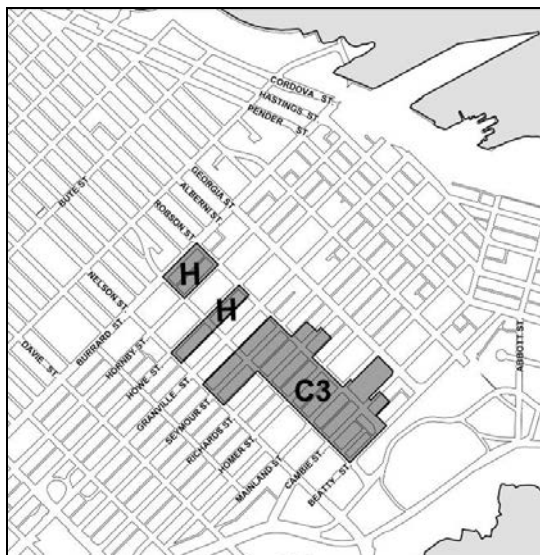 CORDOVA ST.
HASTINGS ST.
PENDER ST.
GEORGIA ST.
ALBERNI ST.
ROBSON ST.
BUTE ST.
NELSON ST.
BURRARD ST.
DAVIE ST.
HORNBY ST.
HOWE ST.
GRANVILLE ST.
SEYMOUR ST.
RICHARDS ST.
HOMER ST.
MAINLAND ST.
CAMBIE ST.
BEATTY ST.
ABBOTT ST.
H
H
C3